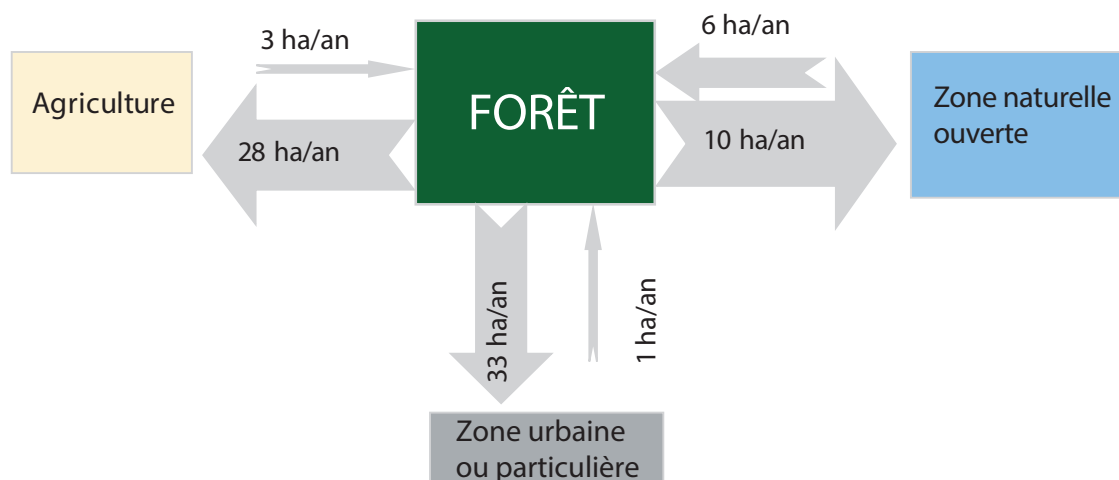 3 ha/an
6 ha/an
Agriculture
FORÊT
Zone naturelle
ouverte
28 ha/an
10 ha/an
33 ha/an
1 ha/an
Zone urbaine
ou particulière